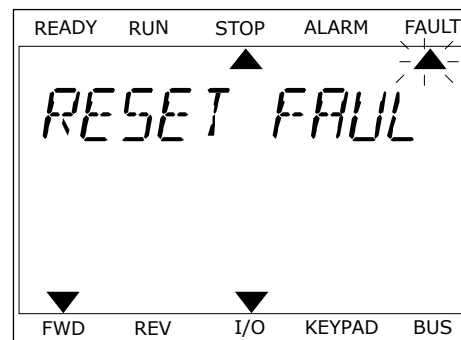 READY RUN STOP ALARM FAULT
RESET FAUL
FWD REV I/O KEYPAD BUS